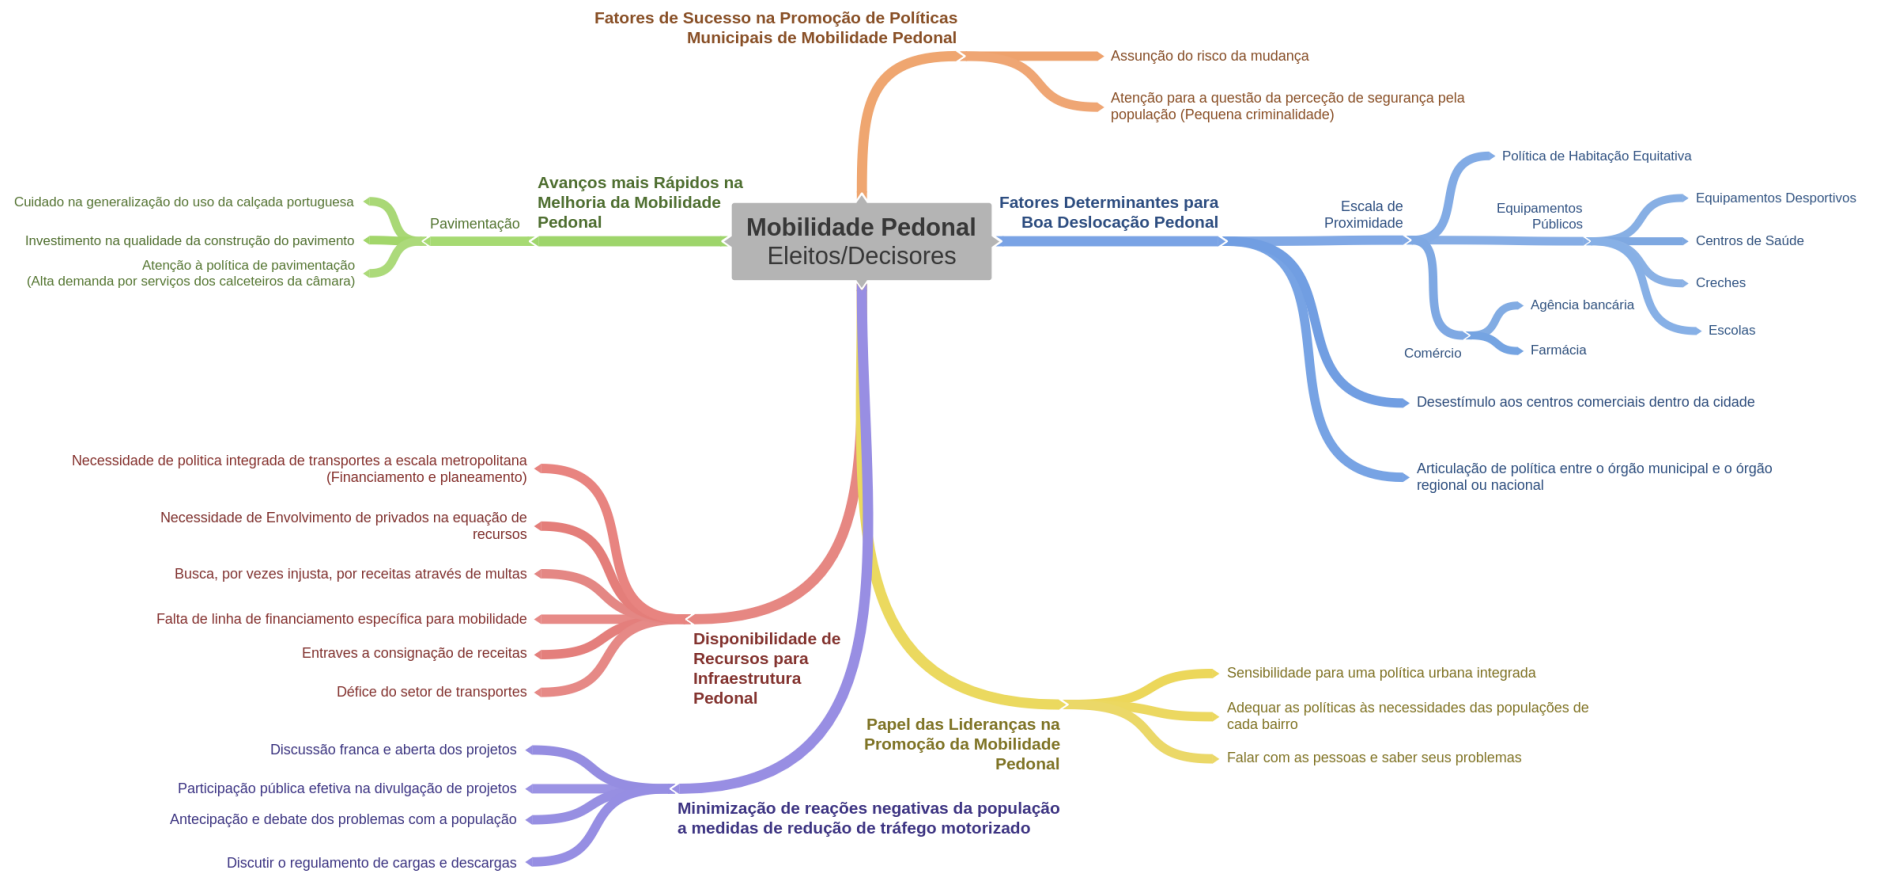 Fatores de Sucesso na Promoção de Políticas
Municipais de Mobilidade Pedonal
Assunção do risco da mudança
Atenção para a questão da perceção de segurança pela
população (Pequena criminalidade)
Avanços mais Rápidos na
Melhoria da Mobilidade
Pedonal
Pavimentação
Cuidado na generalização do uso da calçada portuguesa
Investimento na qualidade da construção do pavimento
Atenção à política de pavimentação
(Alta demanda por serviços dos calceteiros da câmara)
Mobilidade Pedonal
Eleitos/Decisores
Fatores Determinantes para
Boa Deslocação Pedonal
Escala de
Proximidade
Política de Habitação Equitativa
Equipamentos
Públicos
Equipamentos Desportivos
Centros de Saúde
Creches
Escolas
Comércio
Agência bancária
Farmácia
Desestímulo aos centros comerciais dentro da cidade
Articulação de política entre o órgão municipal e o órgão
regional ou nacional
Necessidade de politica integrada de transportes a escala metropolitana
(Financiamento e planeamento)
Necessidade de Envolvimento de privados na equação de
recursos
Busca, por vezes injusta, por receitas através de multas
Falta de linha de financiamento específica para mobilidade
Entraves a consignação de receitas
Défice do setor de transportes
Disponibilidade de
Recursos para
Infraestrutura
Pedonal
Papel das Lideranças na
Promoção da Mobilidade
Pedonal
Sensibilidade para uma política urbana integrada
Adequar as políticas às necessidades das populações de
cada bairro
Falar com as pessoas e saber seus problemas
Discussão franca e aberta dos projetos
Participação pública efetiva na divulgação de projetos
Antecipação e debate dos problemas com a população
Discutir o regulamento de cargas e descargas
Minimização de reações negativas da população
a medidas de redução de tráfego motorizado